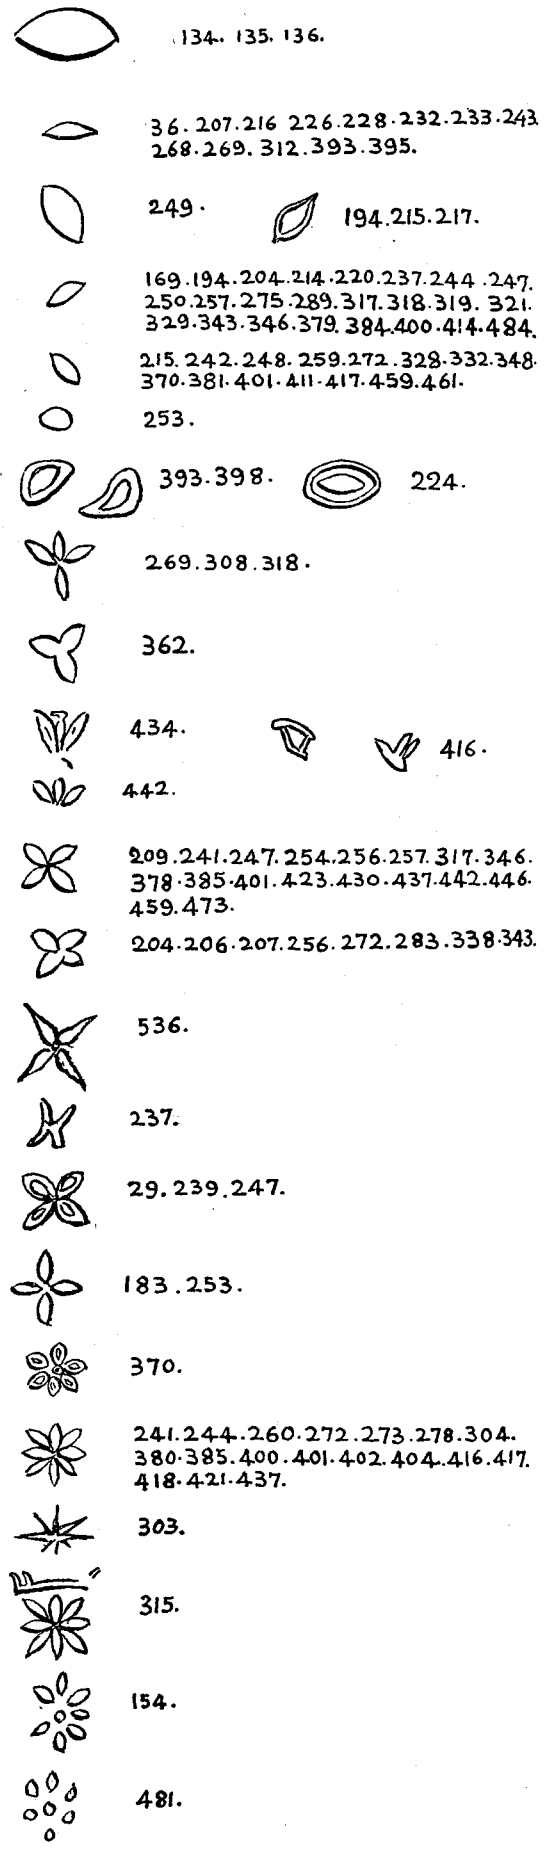 134. 135. 136.
36. 207. 216 226. 228. 232. 233. 243
268. 269. 312. 393. 395.
249.
194. 215. 217.
169. 194. 204. 214. 220. 237. 244. 247.
250. 257. 275. 289. 317. 318. 319. 321.
329. 343. 346. 379. 384. 400. 414. 484.
215. 242. 248. 259. 272. 328. 332. 348.
370. 381. 401. 411. 417. 459. 461.
253.
393. 398.
224.
269. 308. 318.
362.
434.
416.
442.
209. 241. 247. 254. 256. 257. 317. 346.
378. 385. 401. 423. 430. 437. 442. 446.
459. 473.
204. 206. 207. 256. 272. 283. 338. 343.
536.
237.
29. 239. 247.
183. 253.
370.
241. 244. 260. 272. 273. 278. 304.
380. 385. 400. 401. 402. 404. 416. 417.
418. 421. 437.
303.
315.
154.
481.